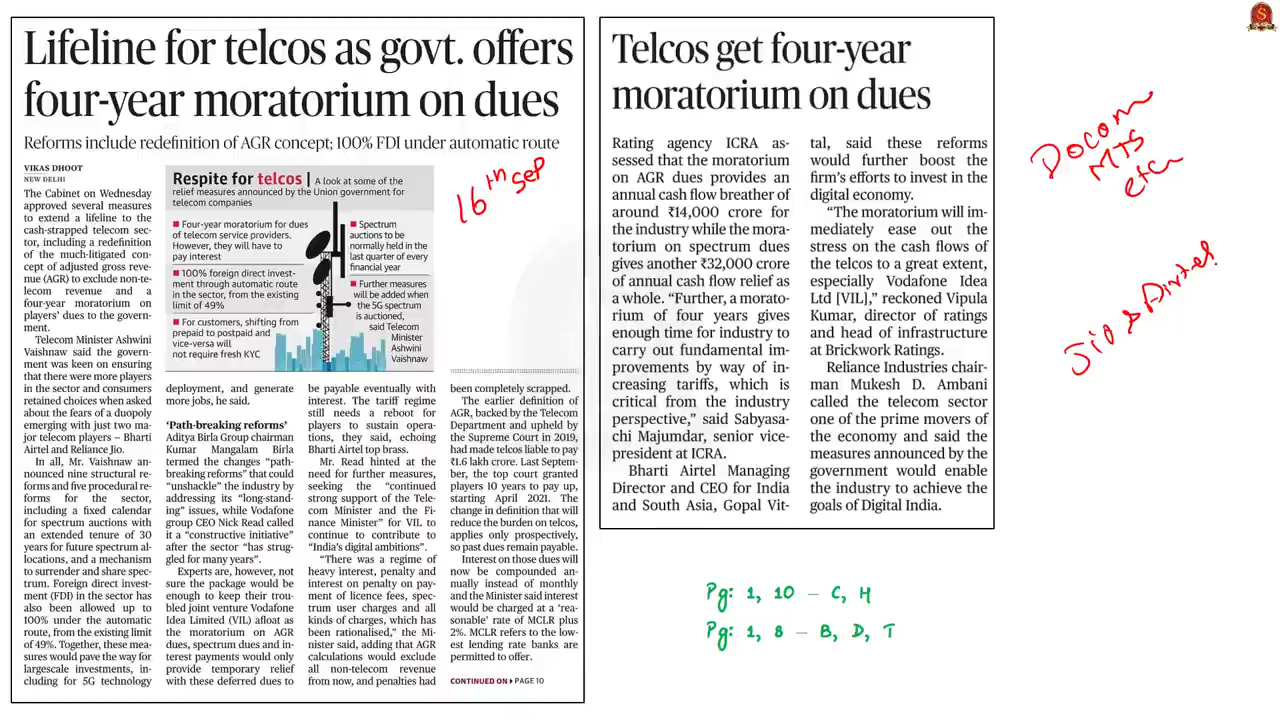 Lifeline for telcos as govt. offers
four-year moratorium on dues
Reforms include redefinition of AGR concept; 100% FDI under automatic route
VIKAS DHOOT
NEW DELHI
The Cabinet on Wednesday
approved several measures
to extend a lifeline to the
cash-strapped telecom sec-
tor, including a redefinition
of the much-litigated con-
cept of adjusted gross reve-
nue (AGR) to exclude non-te-
lecom revenue and a
four-year moratorium on
players' dues to the govern-
ment.
Telecom Minister Ashwini
Vaishnaw said the govern-
ment was keen on ensuring
that there were more players
in the sector and consumers
retained choices when asked
about the fears of a duopoly
emerging with just two ma-
jor telecom players – Bharti
Airtel and Reliance Jio.
In all, Mr. Vaishnaw an-
nounced nine structural re-
forms and five procedural re-
forms for the sector,
including a fixed calendar
for spectrum auctions with
an extended tenure of 30
years for future spectrum al-
locations, and a mechanism
to surrender and share spec-
trum. Foreign direct invest-
ment (FDI) in the sector has
also been allowed up to
100% under the automatic
route, from the existing limit
of 49%. Together, these mea-
sures would pave the way for
largescale investments, in-
cluding for 5G technology
Respite for telcos | A look at some of the
relief measures announced by the Union government for
telecom companies
■ Four-year moratorium for dues
of telecom service providers.
However, they will have to
pay interest
■ 100% foreign direct invest-
ment through automatic route
in the sector, from the existing
limit of 49%
■ For customers, shifting from
prepaid to postpaid and
vice-versa will
not require fresh KYC
■ Spectrum
auctions to be
normally held in the
last quarter of every
financial year
■ Further measures
will be added when
the 5G spectrum
is auctioned,
said Telecom
Minister
Ashwini
Vaishnaw
16th Sep
deployment, and generate
more jobs, he said.
'Path-breaking reforms'
Aditya Birla Group chairman
Kumar Mangalam Birla
termed the changes "path-
breaking reforms" that could
"unshackle" the industry by
addressing its "long-stand-
ing" issues, while Vodafone
group CEO Nick Read called
it a "constructive initiative"
after the sector "has strug-
gled for many years".
Experts are, however, not
sure the package would be
enough to keep their trou-
bled joint venture Vodafone
Idea Limited (VIL) afloat as
the moratorium on AGR
dues, spectrum dues and in-
terest payments would only
provide temporary relief
with these deferred dues to
be payable eventually with
interest. The tariff regime
still needs a reboot for
players to sustain opera-
tions, they said, echoing
Bharti Airtel top brass.
Mr. Read hinted at the
need for further measures,
seeking the "continued
strong support of the Tele-
com Minister and the Fi-
nance Minister" for VIL to
continue to contribute to
"India's digital ambitions".
"There was a regime of
heavy interest, penalty and
interest on penalty on pay-
ment of licence fees, spec-
trum user charges and all
kinds of charges, which has
been rationalised," the Mi-
nister said, adding that AGR
calculations would exclude
all non-telecom revenue
from now, and penalties had
been completely scrapped.
The earlier definition of
AGR, backed by the Telecom
Department and upheld by
the Supreme Court in 2019,
had made telcos liable to pay
₹1.6 lakh crore. Last Septem-
ber, the top court granted
players 10 years to pay up,
starting April 2021. The
change in definition that will
reduce the burden on telcos,
applies only prospectively,
so past dues remain payable.
Interest on those dues will
now be compounded an-
nually instead of monthly
and the Minister said interest
would be charged at a 'rea-
sonable' rate of MCLR plus
2%. MCLR refers to the low-
est lending rate banks are
permitted to offer.
CONTINUED ON ▸ PAGE 10
Telcos get four-year
moratorium on dues
Rating agency ICRA as-
sessed that the moratorium
on AGR dues provides an
annual cash flow breather of
around ₹14,000 crore for
the industry while the mora-
torium on spectrum dues
gives another ₹32,000 crore
of annual cash flow relief as
a whole. "Further, a morato-
rium of four years gives
enough time for industry to
carry out fundamental im-
provements by way of in-
creasing tariffs, which is
critical from the industry
perspective," said Sabyasa-
chi Majumdar, senior vice-
president at ICRA.
Bharti Airtel Managing
Director and CEO for India
and South Asia, Gopal Vit-
tal, said these reforms
would further boost the
firm's efforts to invest in the
digital economy.
"The moratorium will im-
mediately ease out the
stress on the cash flows of
the telcos to a great extent,
especially Vodafone Idea
Ltd [VIL]," reckoned Vipula
Kumar, director of ratings
and head of infrastructure
at Brickwork Ratings.
Reliance Industries chair-
man Mukesh D. Ambani
called the telecom sector
one of the prime movers of
the economy and said the
measures announced by the
government would enable
the industry to achieve the
goals of Digital India.
Docom
MTS
etc
Jio & Airtel
Pg: 1, 10 – C, H
Pg: 1, 8 – B, D, T